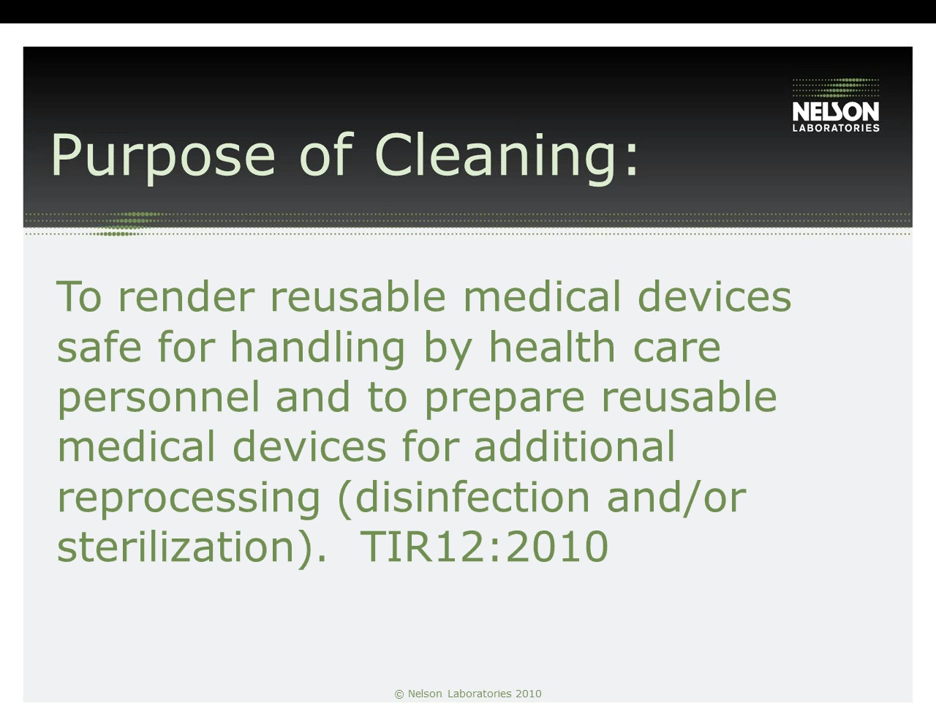 NELSON
LABORATORIES
Purpose of Cleaning:
To render reusable medical devices
safe for handling by health care
personnel and to prepare reusable
medical devices for additional
reprocessing (disinfection and/or
sterilization).  TIR12:2010
© Nelson Laboratories 2010